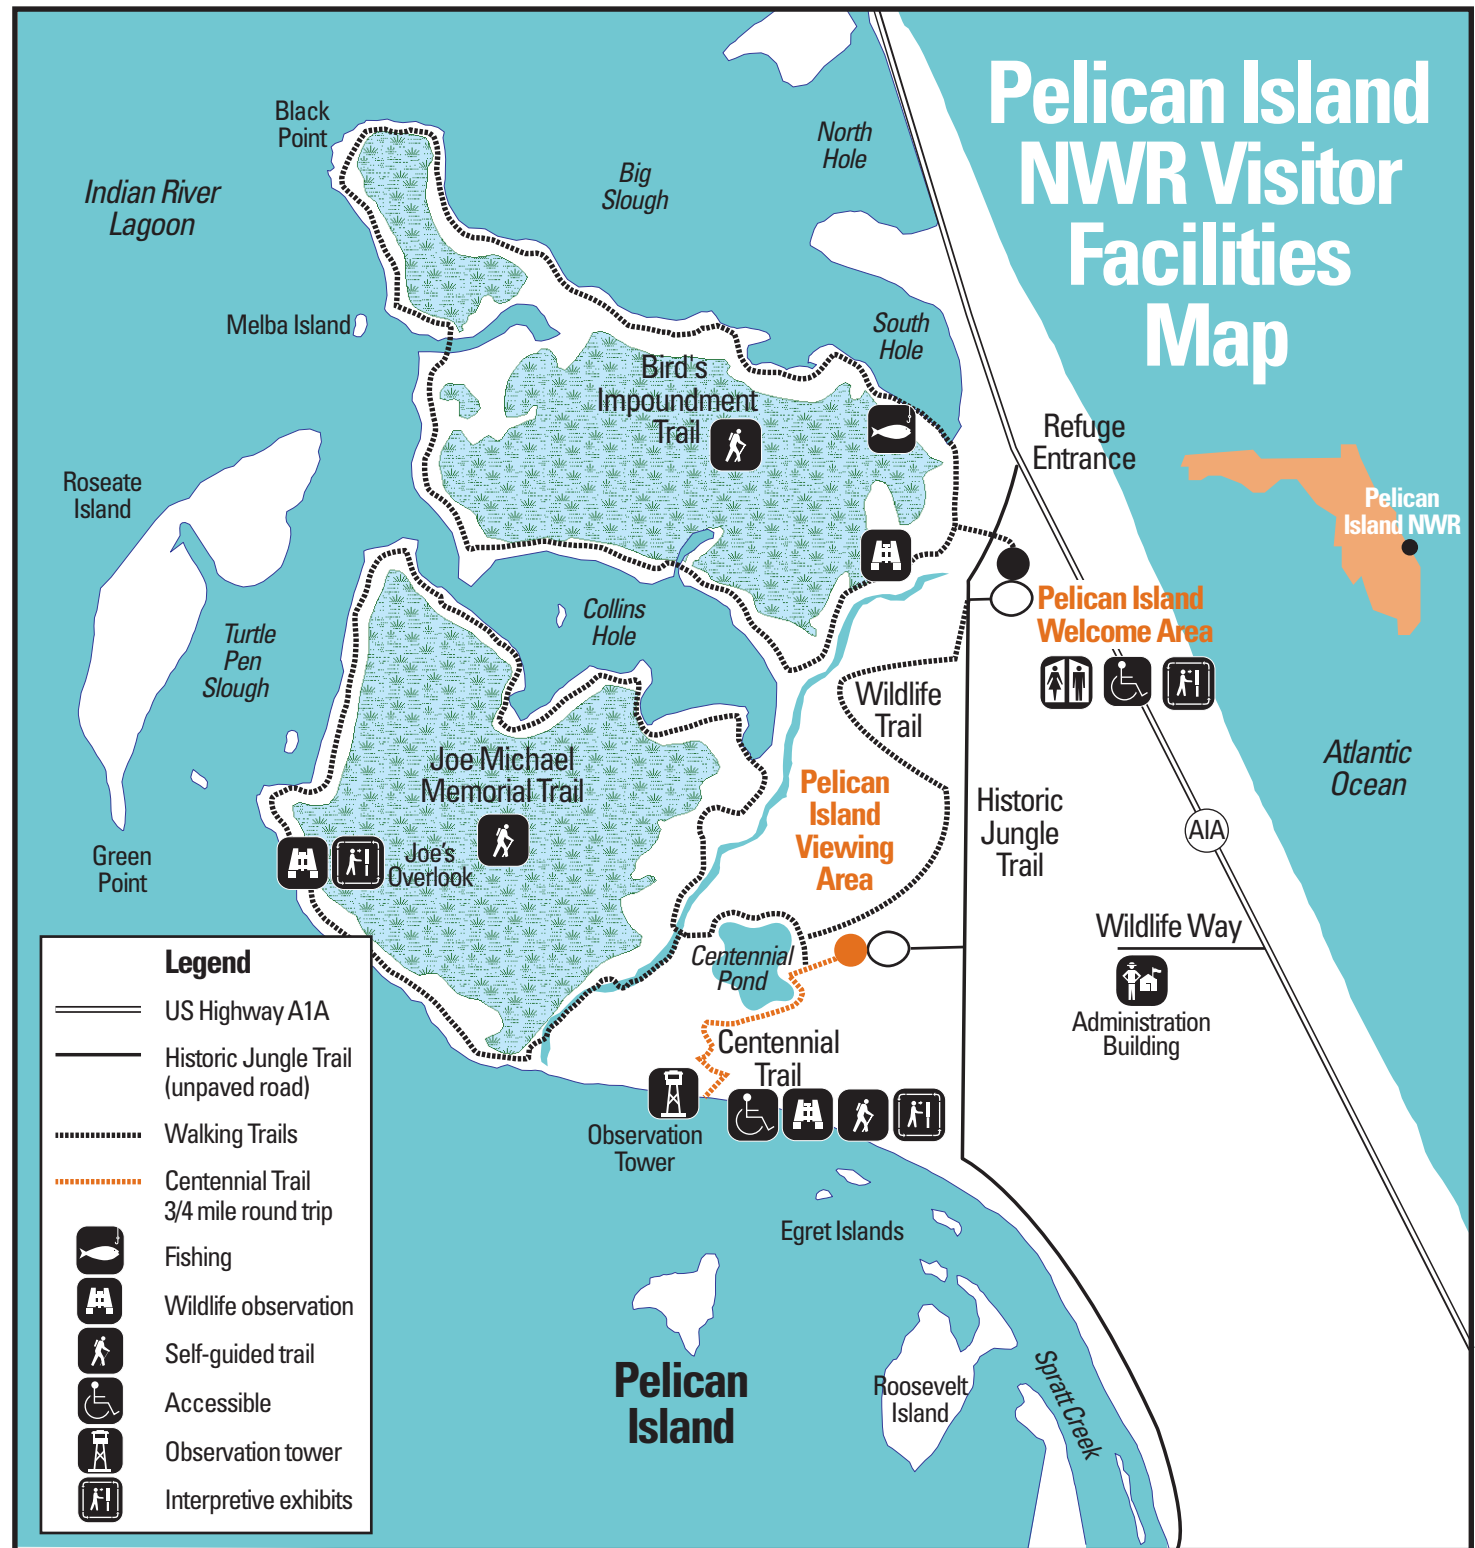 Pelican Island
NWR Visitor
Facilities
Map
Black
Point
Indian River
Lagoon
Big
Slough
North
Hole
Melba Island
South
Hole
Bird's
Impoundment
Trail
Refuge
Entrance
Roseate
Island
Pelican
Island NWR
Turtle
Pen
Slough
Collins
Hole
Pelican Island
Welcome Area
Wildlife
Trail
Joe Michael
Memorial Trail
Pelican
Island
Viewing
Area
Historic
Jungle
Trail
Atlantic
Ocean
A1A
Green
Point
Joe's
Overlook
Wildlife Way
Centennial
Pond
Administration
Building
Centennial
Trail
Observation
Tower
Egret Islands
Pelican
Island
Roosevelt
Island
Spratt Creek
Legend
US Highway A1A
Historic Jungle Trail
(unpaved road)
Walking Trails
Centennial Trail
3/4 mile round trip
Fishing
Wildlife observation
Self-guided trail
Accessible
Observation tower
Interpretive exhibits